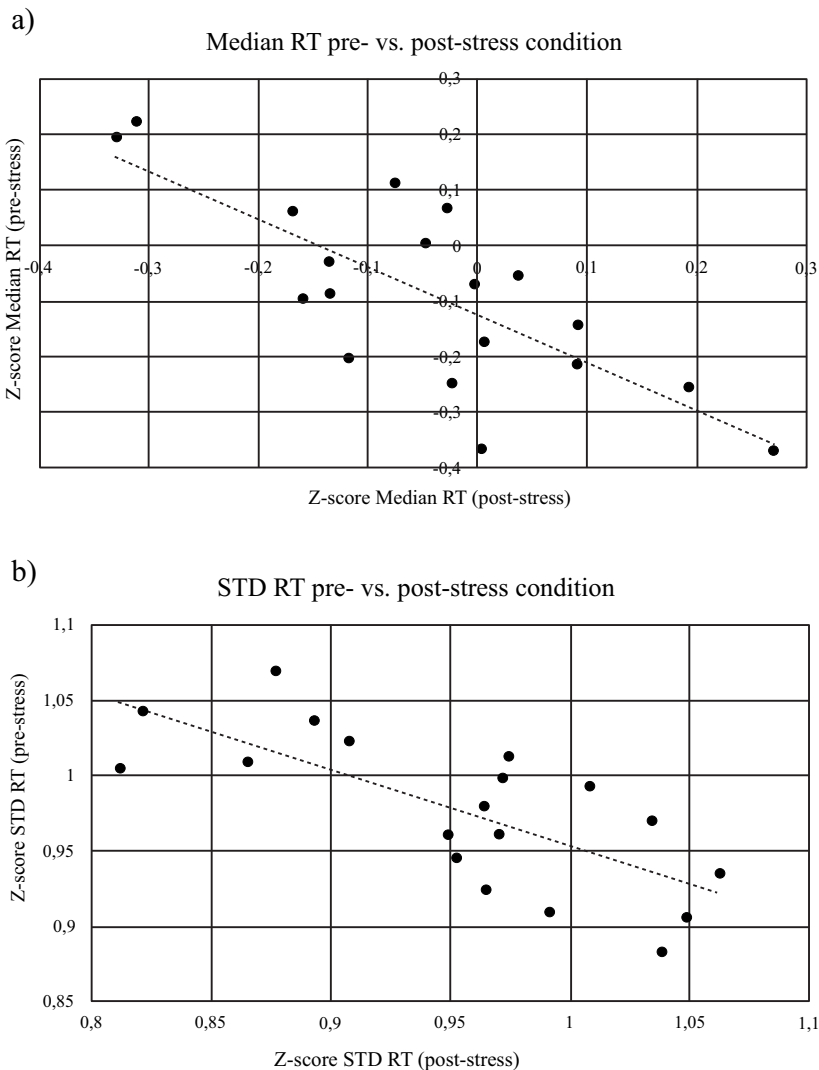 a)
Median RT pre- vs. post-stress condition
0,3
0,2
0,1
0
-0,4 -0,3 -0,2 -0,1 0 0,1 0,2 0,3
-0,1
-0,2
-0,3
-0,4
Z-score Median RT (pre-stress)
Z-score Median RT (post-stress)
b)
STD RT pre- vs. post-stress condition
1,1
1,05
1
0,95
0,9
0,85
0,8 0,85 0,9 0,95 1 1,05 1,1
Z-score STD RT (pre-stress)
Z-score STD RT (post-stress)